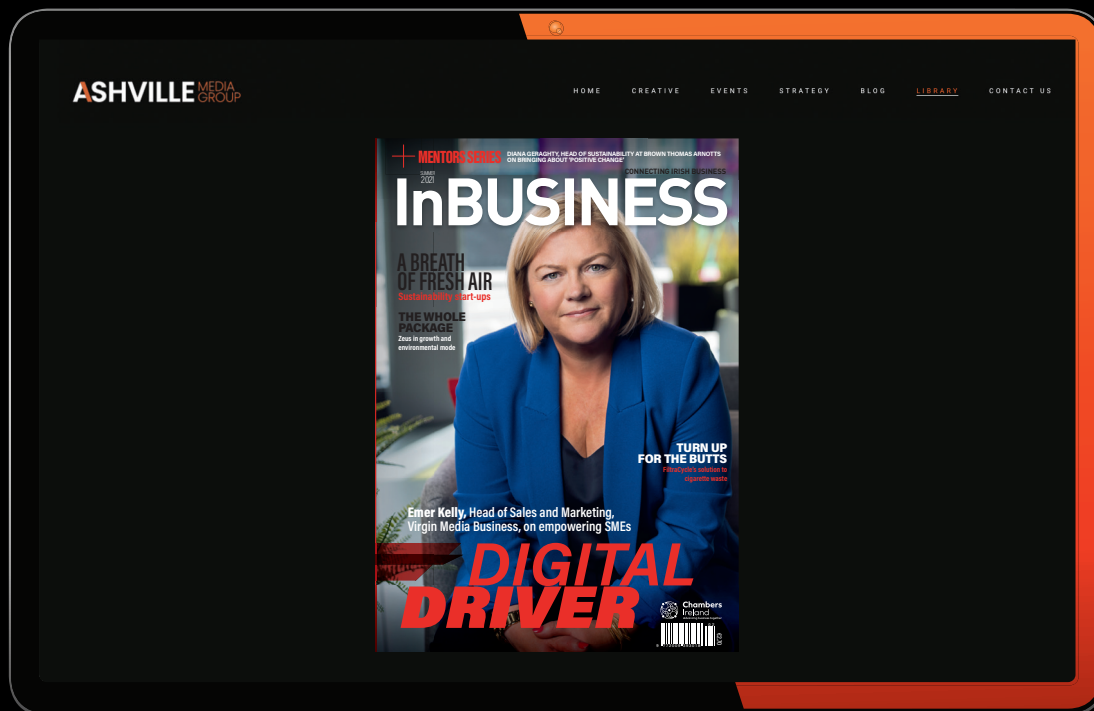 ASHVILLE MEDIA
GROUP
HOME CREATIVE EVENTS STRATEGY BLOG LIBRARY CONTACT US
MENTORS SERIES
DIANA GERAGHTY, HEAD OF SUSTAINABILITY AT BROWN THOMAS ARNOTTS
ON BRINGING ABOUT 'POSITIVE CHANGE'
CONNECTING IRISH BUSINESS
SUMMER
2021
InBUSINESS
A BREATH
OF FRESH AIR
Sustainability start-ups
THE WHOLE
PACKAGE
Zeus in growth and
environmental mode
TURN UP
FOR THE BUTTS
FiltraCycle's solution to
cigarette waste
Emer Kelly, Head of Sales and Marketing,
Virgin Media Business, on empowering SMEs
DIGITAL
DRIVER
Chambers
Ireland